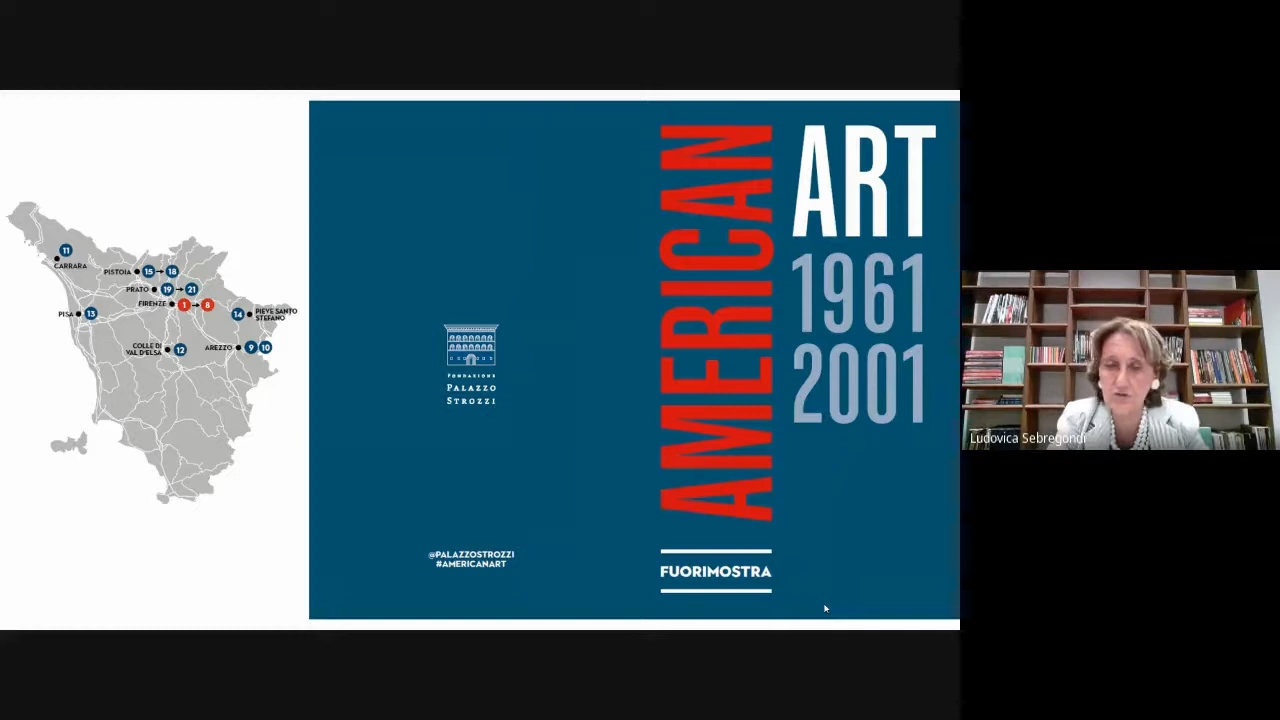 11
CARRARA
PISTOIA 15 18
PRATO 19 21
FIRENZE 1 8
PISA 13
14 PIEVE SANTO
STEFANO
COLLE DI
VAL D'ELSA 12
AREZZO 9 10
FONDAZIONE
PALAZZO
STROZZI
@PALAZZOSTROZZI
#AMERICANART
AMERICAN
ART
1961
2001
FUORIMOSTRA
Ludovica Sebregondi